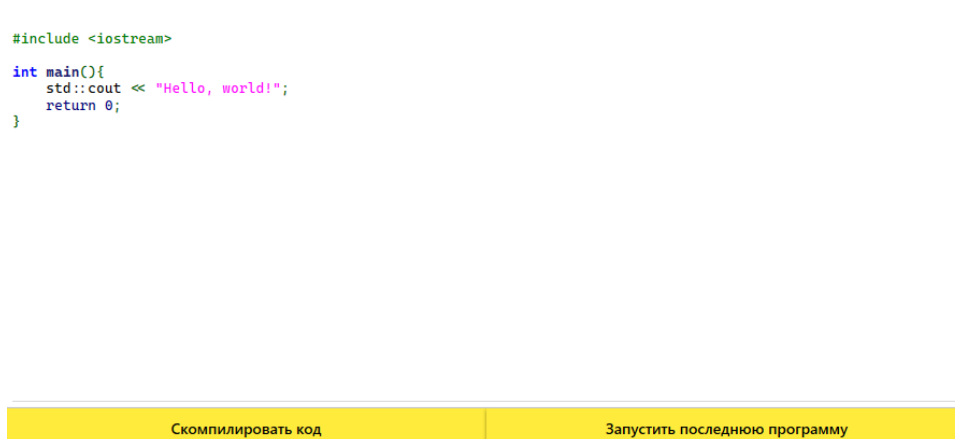 #include <iostream>
int main(){
    std::cout << "Hello, world!";
    return 0;
}
Скомпилировать код
Запустить последнюю программу